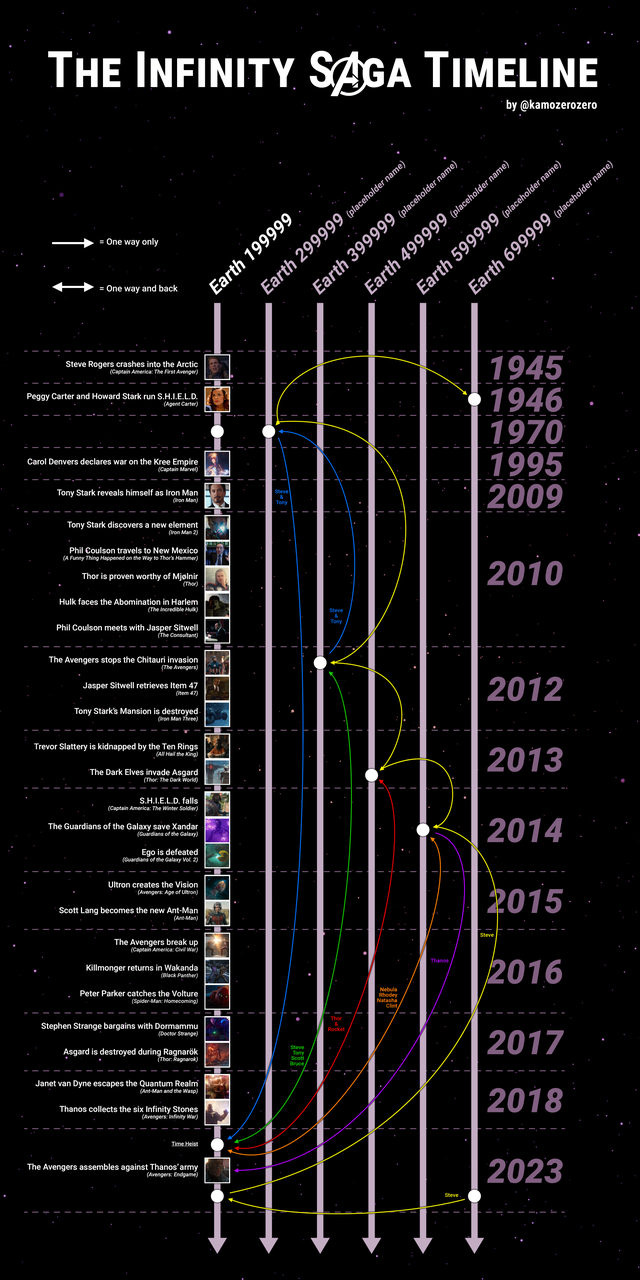 THE INFINITY SAGA TIMELINE
by @kamozerozero
Earth 199999
Earth 299999 (placeholder name)
Earth 399999 (placeholder name)
Earth 499999 (placeholder name)
Earth 599999 (placeholder name)
Earth 699999 (placeholder name)
= One way only
= One way and back
Steve Rogers crashes into the Arctic
(Captain America: The First Avenger)
1945
Peggy Carter and Howard Stark run S.H.I.E.L.D.
(Agent Carter)
1946
1970
Carol Denvers declares war on the Kree Empire
(Captain Marvel)
1995
Tony Stark reveals himself as Iron Man
(Iron Man)
2009
Steve
&
Tony
Tony Stark discovers a new element
(Iron Man 2)
Phil Coulson travels to New Mexico
(A Funny Thing Happened on the Way to Thor's Hammer)
Thor is proven worthy of Mjølnir
(Thor)
2010
Hulk faces the Abomination in Harlem
(The Incredible Hulk)
Phil Coulson meets with Jasper Sitwell
(The Consultant)
Steve
&
Tony
The Avengers stops the Chitauri invasion
(The Avengers)
Jasper Sitwell retrieves Item 47
(Item 47)
2012
Tony Stark's Mansion is destroyed
(Iron Man Three)
Trevor Slattery is kidnapped by the Ten Rings
(All Hail the King)
2013
The Dark Elves invade Asgard
(Thor: The Dark World)
S.H.I.E.L.D. falls
(Captain America: The Winter Soldier)
The Guardians of the Galaxy save Xandar
(Guardians of the Galaxy)
2014
Ego is defeated
(Guardians of the Galaxy Vol. 2)
Ultron creates the Vision
(Avengers: Age of Ultron)
2015
Scott Lang becomes the new Ant-Man
(Ant-Man)
Steve
The Avengers break up
(Captain America: Civil War)
Thanos
Killmonger returns in Wakanda
(Black Panther)
2016
Peter Parker catches the Volture
(Spider-Man: Homecoming)
Nebula
Rhodey
Natasha
Clint
Stephen Strange bargains with Dormammu
(Doctor Strange)
Thor
&
Rocket
2017
Asgard is destroyed during Ragnarök
(Thor: Ragnarok)
Steve
Tony
Scott
Bruce
Janet van Dyne escapes the Quantum Realm
(Ant-Man and the Wasp)
2018
Thanos collects the six Infinity Stones
(Avengers: Infinity War)
Time Heist
The Avengers assembles against Thanos' army
(Avengers: Endgame)
2023
Steve